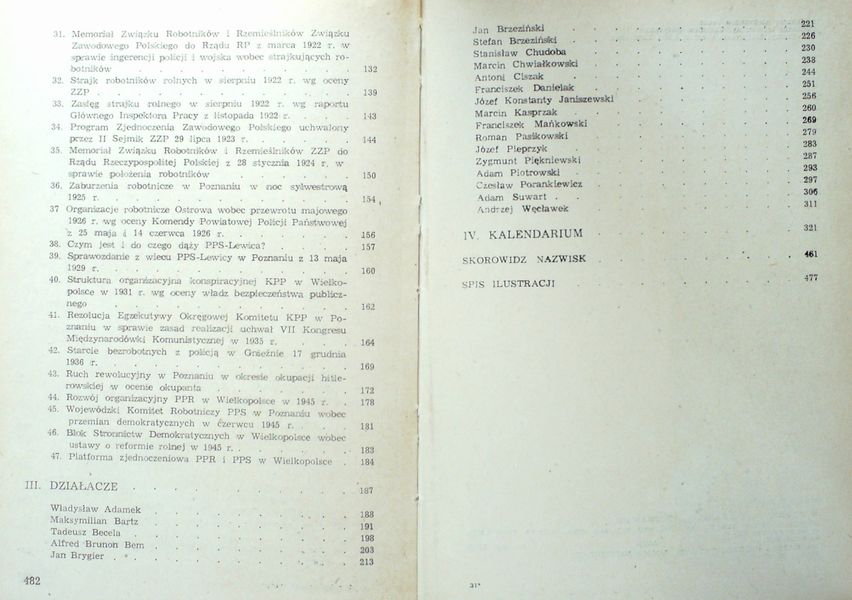 31. Memoriał Związku Robotników i Rzemieślników Związku
Zawodowego Polskiego do Rządu RP z marca 1922 r. w
sprawie ingerencji policji i wojska wobec strajkujących ro-
botników . . . . . . . . . . 132
32. Strajk robotników rolnych w sierpniu 1922 r. wg oceny
ZZP . . . . . . . . . . . . 139
33. Zasięg strajku rolnego w sierpniu 1922 r. wg raportu
Głównego Inspektora Pracy z listopada 1922 r. . . . . 143
34. Program Zjednoczenia Zawodowego Polskiego uchwalony
przez II Sejmik ZZP 29 lipca 1923 r. . . . . . 144
35. Memoriał Związku Robotników i Rzemieślników ZZP do
Rządu Rzeczypospolitej Polskiej z 28 stycznia 1924 r. w
sprawie położenia robotników . . . . . . 150
36. Zaburzenia robotnicze w Poznaniu w noc sylwestrową
1925 r. . . . . . . . . . . . 154
37 Organizacje robotnicze Ostrowa wobec przewrotu majowego
1926 r. wg oceny Komendy Powiatowej Policji Państwowej
z 25 maja i 14 czerwca 1926 r. . . . . . . 156
38. Czym jest i do czego dąży PPS-Lewica? . . . . 157
39. Sprawozdanie z wiecu PPS-Lewicy w Poznaniu z 13 maja
1929 r. . . . . . . . . . . . 160
40. Struktura organizacyjna konspiracyjnej KPP w Wielko-
polsce w 1931 r. wg oceny władz bezpieczeństwa publicz-
nego . . . . . . . . . . . 162
41. Rezolucja Egzekutywy Okręgowej Komitetu KPP w Po-
znaniu w sprawie zasad realizacji uchwał VII Kongresu
Międzynarodówki Komunistycznej w 1935 r. . . . 164
42. Starcie bezrobotnych z policją w Gnieźnie 17 grudnia
1936 r. . . . . . . . . . . . 169
43. Ruch rewolucyjny w Poznaniu w okresie okupacji hitle-
rowskiej w ocenie okupanta . . . . . . . 172
44. Rozwój organizacyjny PPR w Wielkopolsce w 1945 r. . . 178
45. Wojewódzki Komitet Robotniczy PPS w Poznaniu wobec
przemian demokratycznych w czerwcu 1945 r. . . . 181
46. Blok Stronnictw Demokratycznych w Wielkopolsce wobec
ustawy o reformie rolnej w 1945 r. . . . . . 183
47. Platforma zjednoczeniowa PPR i PPS w Wielkopolsce . 184
III. DZIAŁACZE . . . . . . . . . 187
Władysław Adamek . . . . . . . . 188
Maksymilian Bartz . . . . . . . . 191
Tadeusz Becela . . . . . . . . . 198
Alfred Brunon Bem . . . . . . . . 203
Jan Brygier . . . . . . . . . . 213
482
Jan Brzeziński . . . . . . . . . 221
Stefan Brzeziński . . . . . . . . 226
Stanisław Chudoba . . . . . . . . 230
Marcin Chwiałkowski . . . . . . . 238
Antoni Ciszak . . . . . . . . . 244
Franciszek Danielak . . . . . . . 251
Józef Konstanty Janiszewski . . . . . . 256
Marcin Kasprzak . . . . . . . . 260
Franciszek Mańkowski . . . . . . . 269
Roman Pasikowski . . . . . . . . 279
Józef Pieprzyk . . . . . . . . . 283
Zygmunt Piękniewski . . . . . . . 287
Adam Piotrowski . . . . . . . . 293
Czesław Porankiewicz . . . . . . . 297
Adam Suwart . . . . . . . . . 306
Andrzej Węcławek . . . . . . . . 311
IV. KALENDARIUM . . . . . . . . 321
SKOROWIDZ NAZWISK . . . . . . . 461
SPIS ILUSTRACJI . . . . . . . . 477
31*